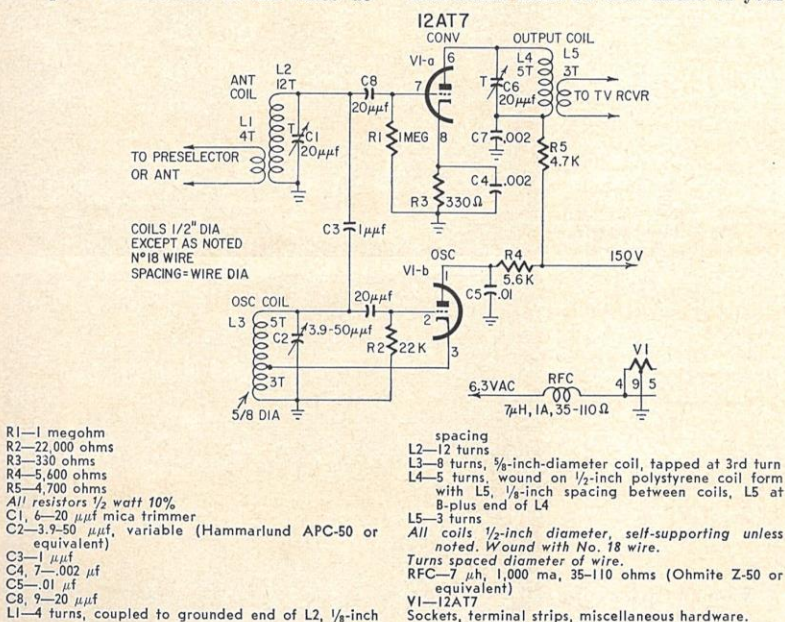 12AT7
CONV
V1-a
6
7
8
OUTPUT COIL
L4
5T
L5
3T
TO TV RCVR
T
C6
20μμf
C7
.002
R5
4.7K
ANT
COIL
L2
12T
L1
4T
T
C1
20μμf
C8
20μμf
R1
1MEG
TO PRESELECTOR
OR ANT
C4
.002
R3
330Ω
COILS 1/2" DIA
EXCEPT AS NOTED
Nº18 WIRE
SPACING=WIRE DIA
C3
1μμf
OSC
V1-b
1
2
3
R4
5.6K
150V
C5
.01
OSC COIL
L3
5T
C2
3.9-50μμf
20μμf
R2
22K
3T
5/8 DIA
6.3VAC
RFC
7μH, 1A, 35-110Ω
V1
4 9 5
R1—1 megohm
R2—22,000 ohms
R3—330 ohms
R4—5,600 ohms
R5—4,700 ohms
All resistors ½ watt 10%
C1, 6—20 μμf mica trimmer
C2—3.9-50 μμf, variable (Hammarlund APC-50 or
equivalent)
C3—1 μμf
C4, 7—.002 μf
C5—.01 μf
C8, 9—20 μμf
L1—4 turns, coupled to grounded end of L2, ⅛-inch
spacing
L2—12 turns
L3—8 turns, ⅝-inch-diameter coil, tapped at 3rd turn
L4—5 turns, wound on ½-inch polystyrene coil form
with L5, ⅛-inch spacing between coils, L5 at
B-plus end of L4
L5—3 turns
All coils ½-inch diameter, self-supporting unless
noted. Wound with No. 18 wire.
Turns spaced diameter of wire.
RFC—7 μh, 1,000 ma, 35-110 ohms (Ohmite Z-50 or
equivalent)
V1—12AT7
Sockets, terminal strips, miscellaneous hardware.